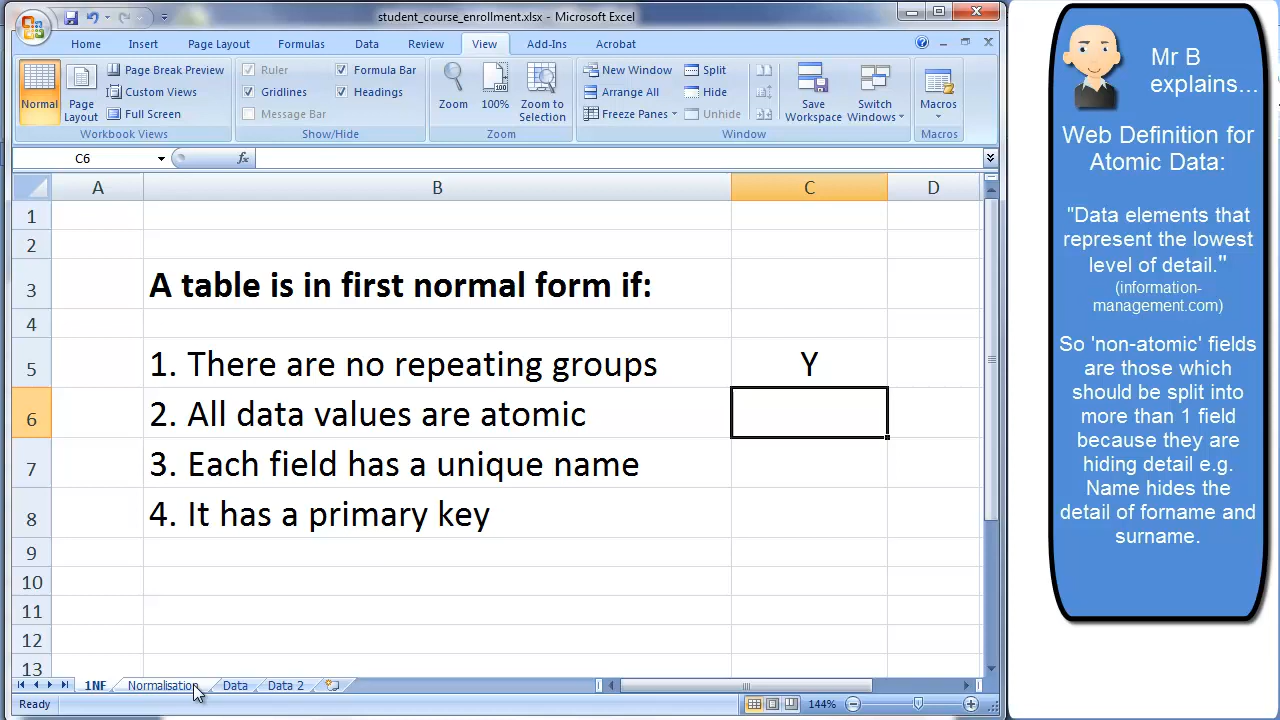 student_course_enrollment.xlsx - Microsoft Excel
Home Insert Page Layout Formulas Data Review View Add-Ins Acrobat
Normal
Page Layout
Page Break Preview
Custom Views
Full Screen
Workbook Views
Ruler
Gridlines
Message Bar
Formula Bar
Headings
Show/Hide
Zoom
100%
Zoom to Selection
Zoom
New Window
Arrange All
Freeze Panes
Split
Hide
Unhide
Save Workspace
Switch Windows
Window
Macros
Macros
C6
fx
A B C D
1
2
3 A table is in first normal form if:
4
5 1. There are no repeating groups Y
6 2. All data values are atomic
7 3. Each field has a unique name
8 4. It has a primary key
9
10
11
12
13
1NF Normalisation Data Data 2
Ready
144%
Mr B
explains...
Web Definition for
Atomic Data:
"Data elements that
represent the lowest
level of detail."
(information-
management.com)
So 'non-atomic' fields
are those which
should be split into
more than 1 field
because they are
hiding detail e.g.
Name hides the
detail of forname and
surname.